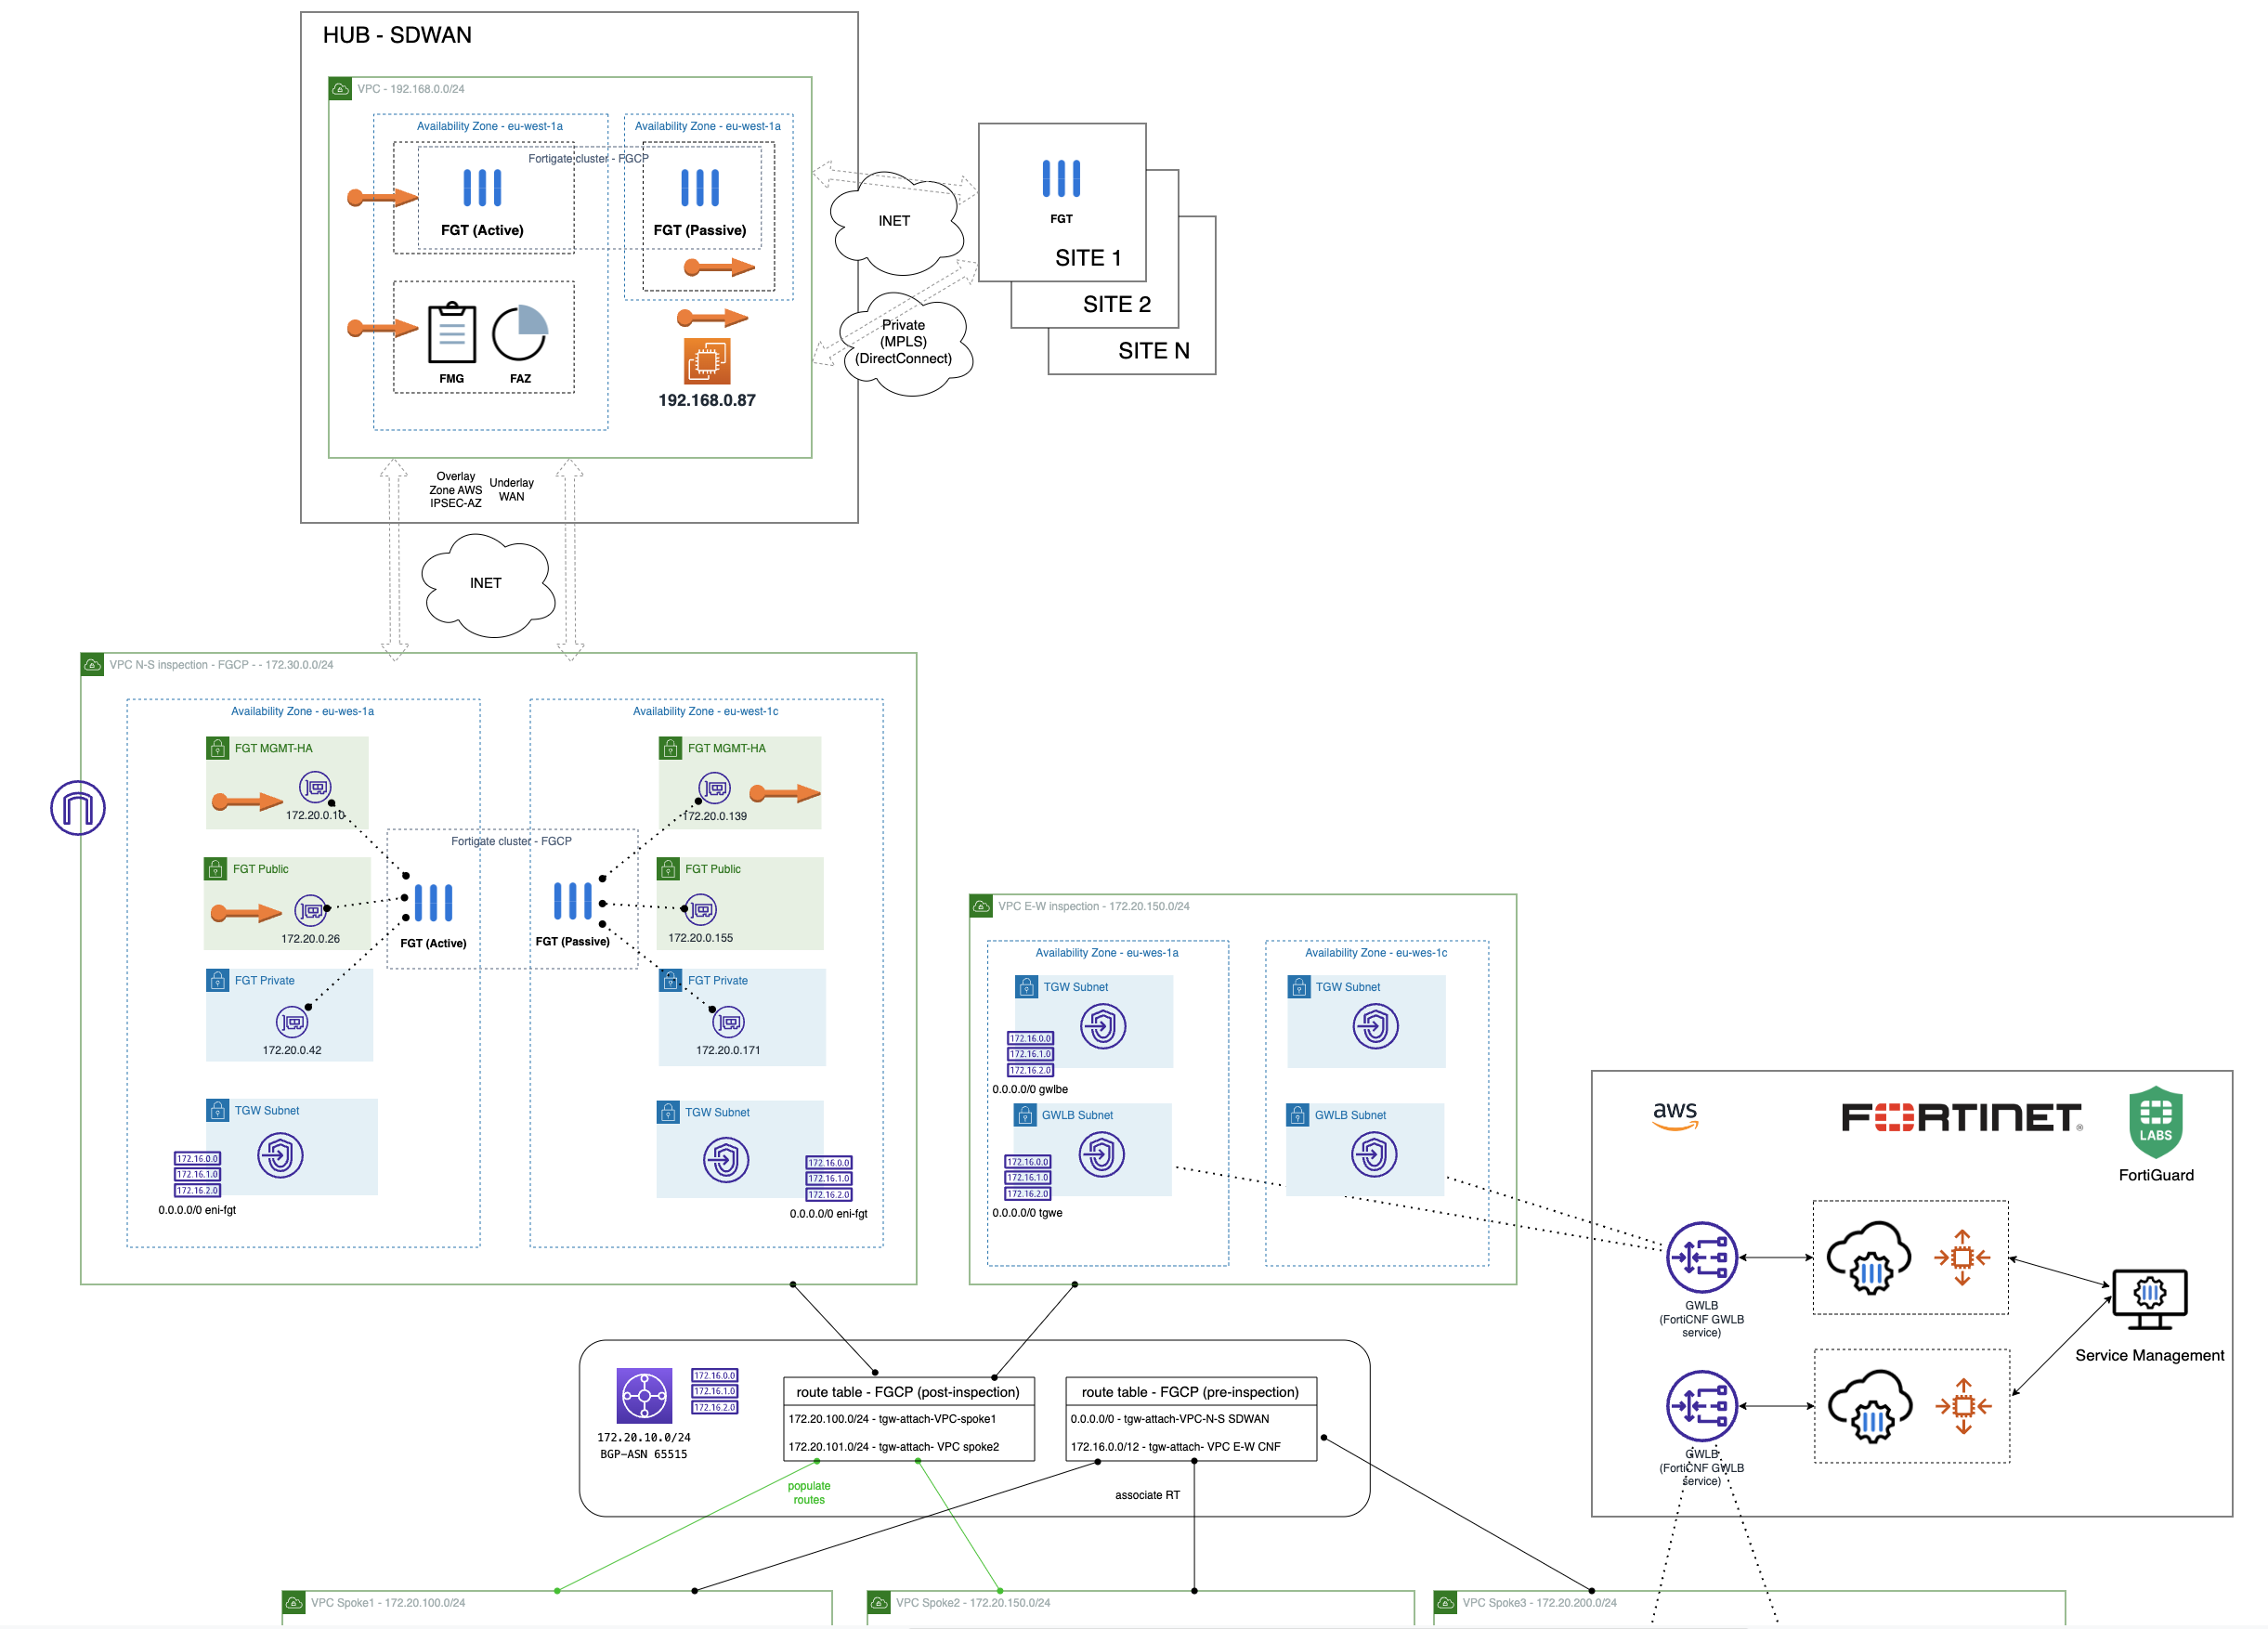 HUB - SDWAN
VPC - 192.168.0.0/24
Availability Zone - eu-west-1a
Availability Zone - eu-west-1a
Fortigate cluster - FGCP
FGT (Active)
FGT (Passive)
FMG
FAZ
192.168.0.87
INET
Private
(MPLS)
(DirectConnect)
FGT
SITE 1
SITE 2
SITE N
Overlay
Zone AWS
IPSEC-AZ
Underlay
WAN
INET
VPC N-S inspection - FGCP - - 172.30.0.0/24
Availability Zone - eu-wes-1a
Availability Zone - eu-west-1c
FGT MGMT-HA
172.20.0.10
FGT MGMT-HA
172.20.0.139
Fortigate cluster - FGCP
FGT Public
172.20.0.26
FGT (Active)
FGT (Passive)
FGT Public
172.20.0.155
FGT Private
172.20.0.42
FGT Private
172.20.0.171
TGW Subnet
172.16.0.0
172.16.1.0
172.16.2.0
0.0.0.0/0 eni-fgt
TGW Subnet
172.16.0.0
172.16.1.0
172.16.2.0
0.0.0.0/0 eni-fgt
VPC E-W inspection - 172.20.150.0/24
Availability Zone - eu-wes-1a
Availability Zone - eu-wes-1c
TGW Subnet
172.16.0.0
172.16.1.0
172.16.2.0
0.0.0.0/0 gwlbe
TGW Subnet
GWLB Subnet
172.16.0.0
172.16.1.0
172.16.2.0
0.0.0.0/0 tgwe
GWLB Subnet
aws
FORTINET®
LABS
FortiGuard
GWLB
(FortiCNF GWLB
service)
GWLB
(FortiCNF GWLB
service)
Service Management
172.16.0.0
172.16.1.0
172.16.2.0
172.20.10.0/24
BGP-ASN 65515
route table - FGCP (post-inspection)
172.20.100.0/24 - tgw-attach-VPC-spoke1
172.20.101.0/24 - tgw-attach- VPC spoke2
route table - FGCP (pre-inspection)
0.0.0.0/0 - tgw-attach-VPC-N-S SDWAN
172.16.0.0/12 - tgw-attach- VPC E-W CNF
populate
routes
associate RT
VPC Spoke1 - 172.20.100.0/24
VPC Spoke2 - 172.20.150.0/24
VPC Spoke3 - 172.20.200.0/24